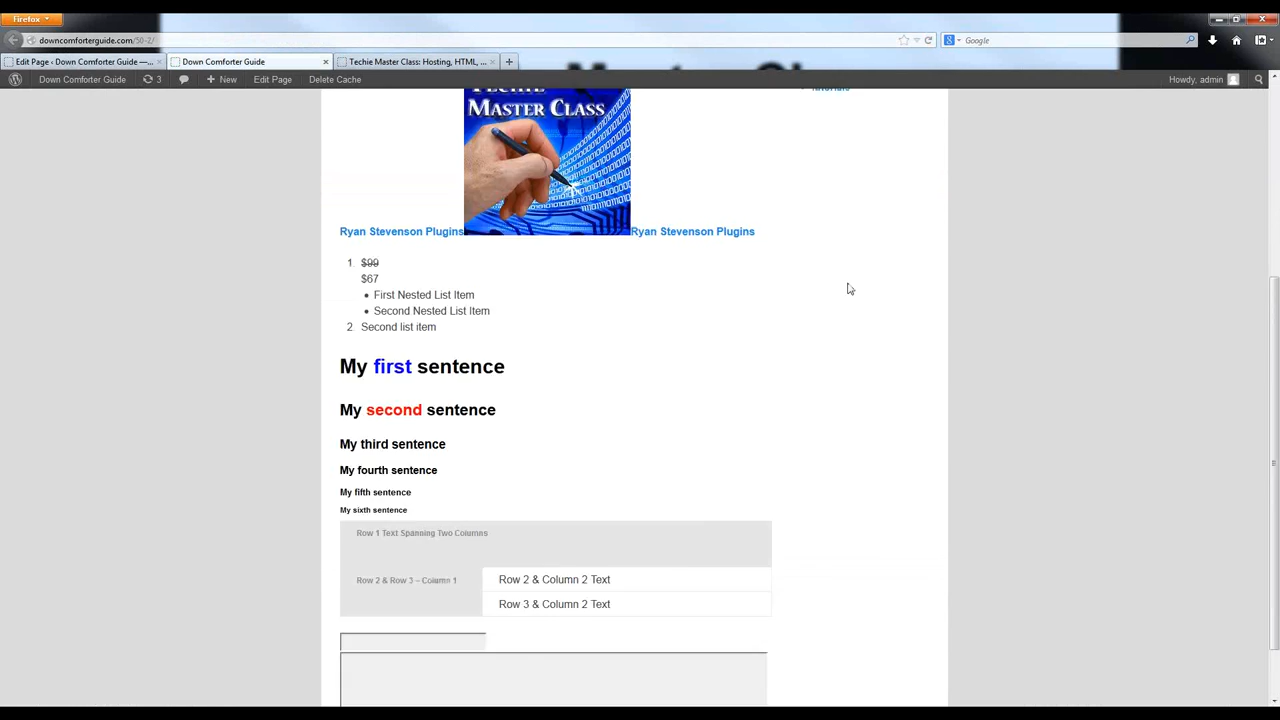 Firefox
downcomforterguide.com/50-2/
Google
Edit Page ‹ Down Comforter Guide —...
Down Comforter Guide
Techie Master Class: Hosting, HTML, ...
Down Comforter Guide
3
New
Edit Page
Delete Cache
Howdy, admin
Tutorials
TECHIE
MASTER CLASS
Ryan Stevenson Plugins
Ryan Stevenson Plugins
1. $99
$67
• First Nested List Item
• Second Nested List Item
2 Second list item
My first sentence
My second sentence
My third sentence
My fourth sentence
My fifth sentence
My sixth sentence
Row 1 Text Spanning Two Columns
Row 2 & Row 3 – Column 1
Row 2 & Column 2 Text
Row 3 & Column 2 Text